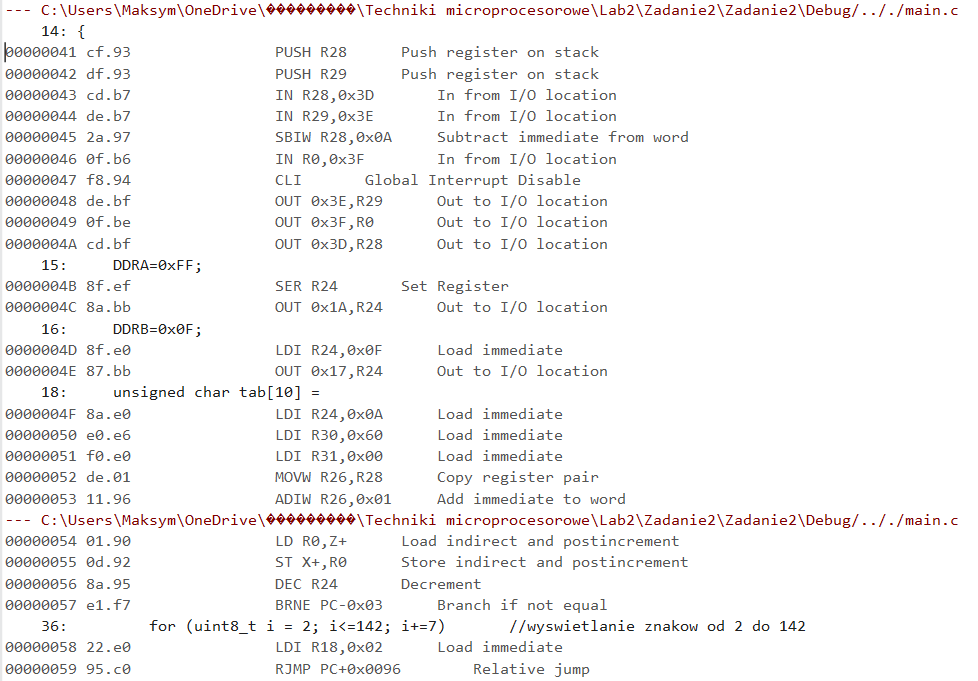 --- C:\Users\Maksym\OneDrive\���������\Techniki microprocesorowe\Lab2\Zadanie2\Zadanie2\Debug/.././main.c
14: {
00000041 cf.93 PUSH R28 Push register on stack
00000042 df.93 PUSH R29 Push register on stack
00000043 cd.b7 IN R28,0x3D In from I/O location
00000044 de.b7 IN R29,0x3E In from I/O location
00000045 2a.97 SBIW R28,0x0A Subtract immediate from word
00000046 0f.b6 IN R0,0x3F In from I/O location
00000047 f8.94 CLI Global Interrupt Disable
00000048 de.bf OUT 0x3E,R29 Out to I/O location
00000049 0f.be OUT 0x3F,R0 Out to I/O location
0000004A cd.bf OUT 0x3D,R28 Out to I/O location
15: DDRA=0xFF;
0000004B 8f.ef SER R24 Set Register
0000004C 8a.bb OUT 0x1A,R24 Out to I/O location
16: DDRB=0x0F;
0000004D 8f.e0 LDI R24,0x0F Load immediate
0000004E 87.bb OUT 0x17,R24 Out to I/O location
18: unsigned char tab[10] =
0000004F 8a.e0 LDI R24,0x0A Load immediate
00000050 e0.e6 LDI R30,0x60 Load immediate
00000051 f0.e0 LDI R31,0x00 Load immediate
00000052 de.01 MOVW R26,R28 Copy register pair
00000053 11.96 ADIW R26,0x01 Add immediate to word
--- C:\Users\Maksym\OneDrive\���������\Techniki microprocesorowe\Lab2\Zadanie2\Zadanie2\Debug/.././main.c
00000054 01.90 LD R0,Z+ Load indirect and postincrement
00000055 0d.92 ST X+,R0 Store indirect and postincrement
00000056 8a.95 DEC R24 Decrement
00000057 e1.f7 BRNE PC-0x03 Branch if not equal
36: for (uint8_t i = 2; i<=142; i+=7) //wyswietlanie znakow od 2 do 142
00000058 22.e0 LDI R18,0x02 Load immediate
00000059 95.c0 RJMP PC+0x0096 Relative jump